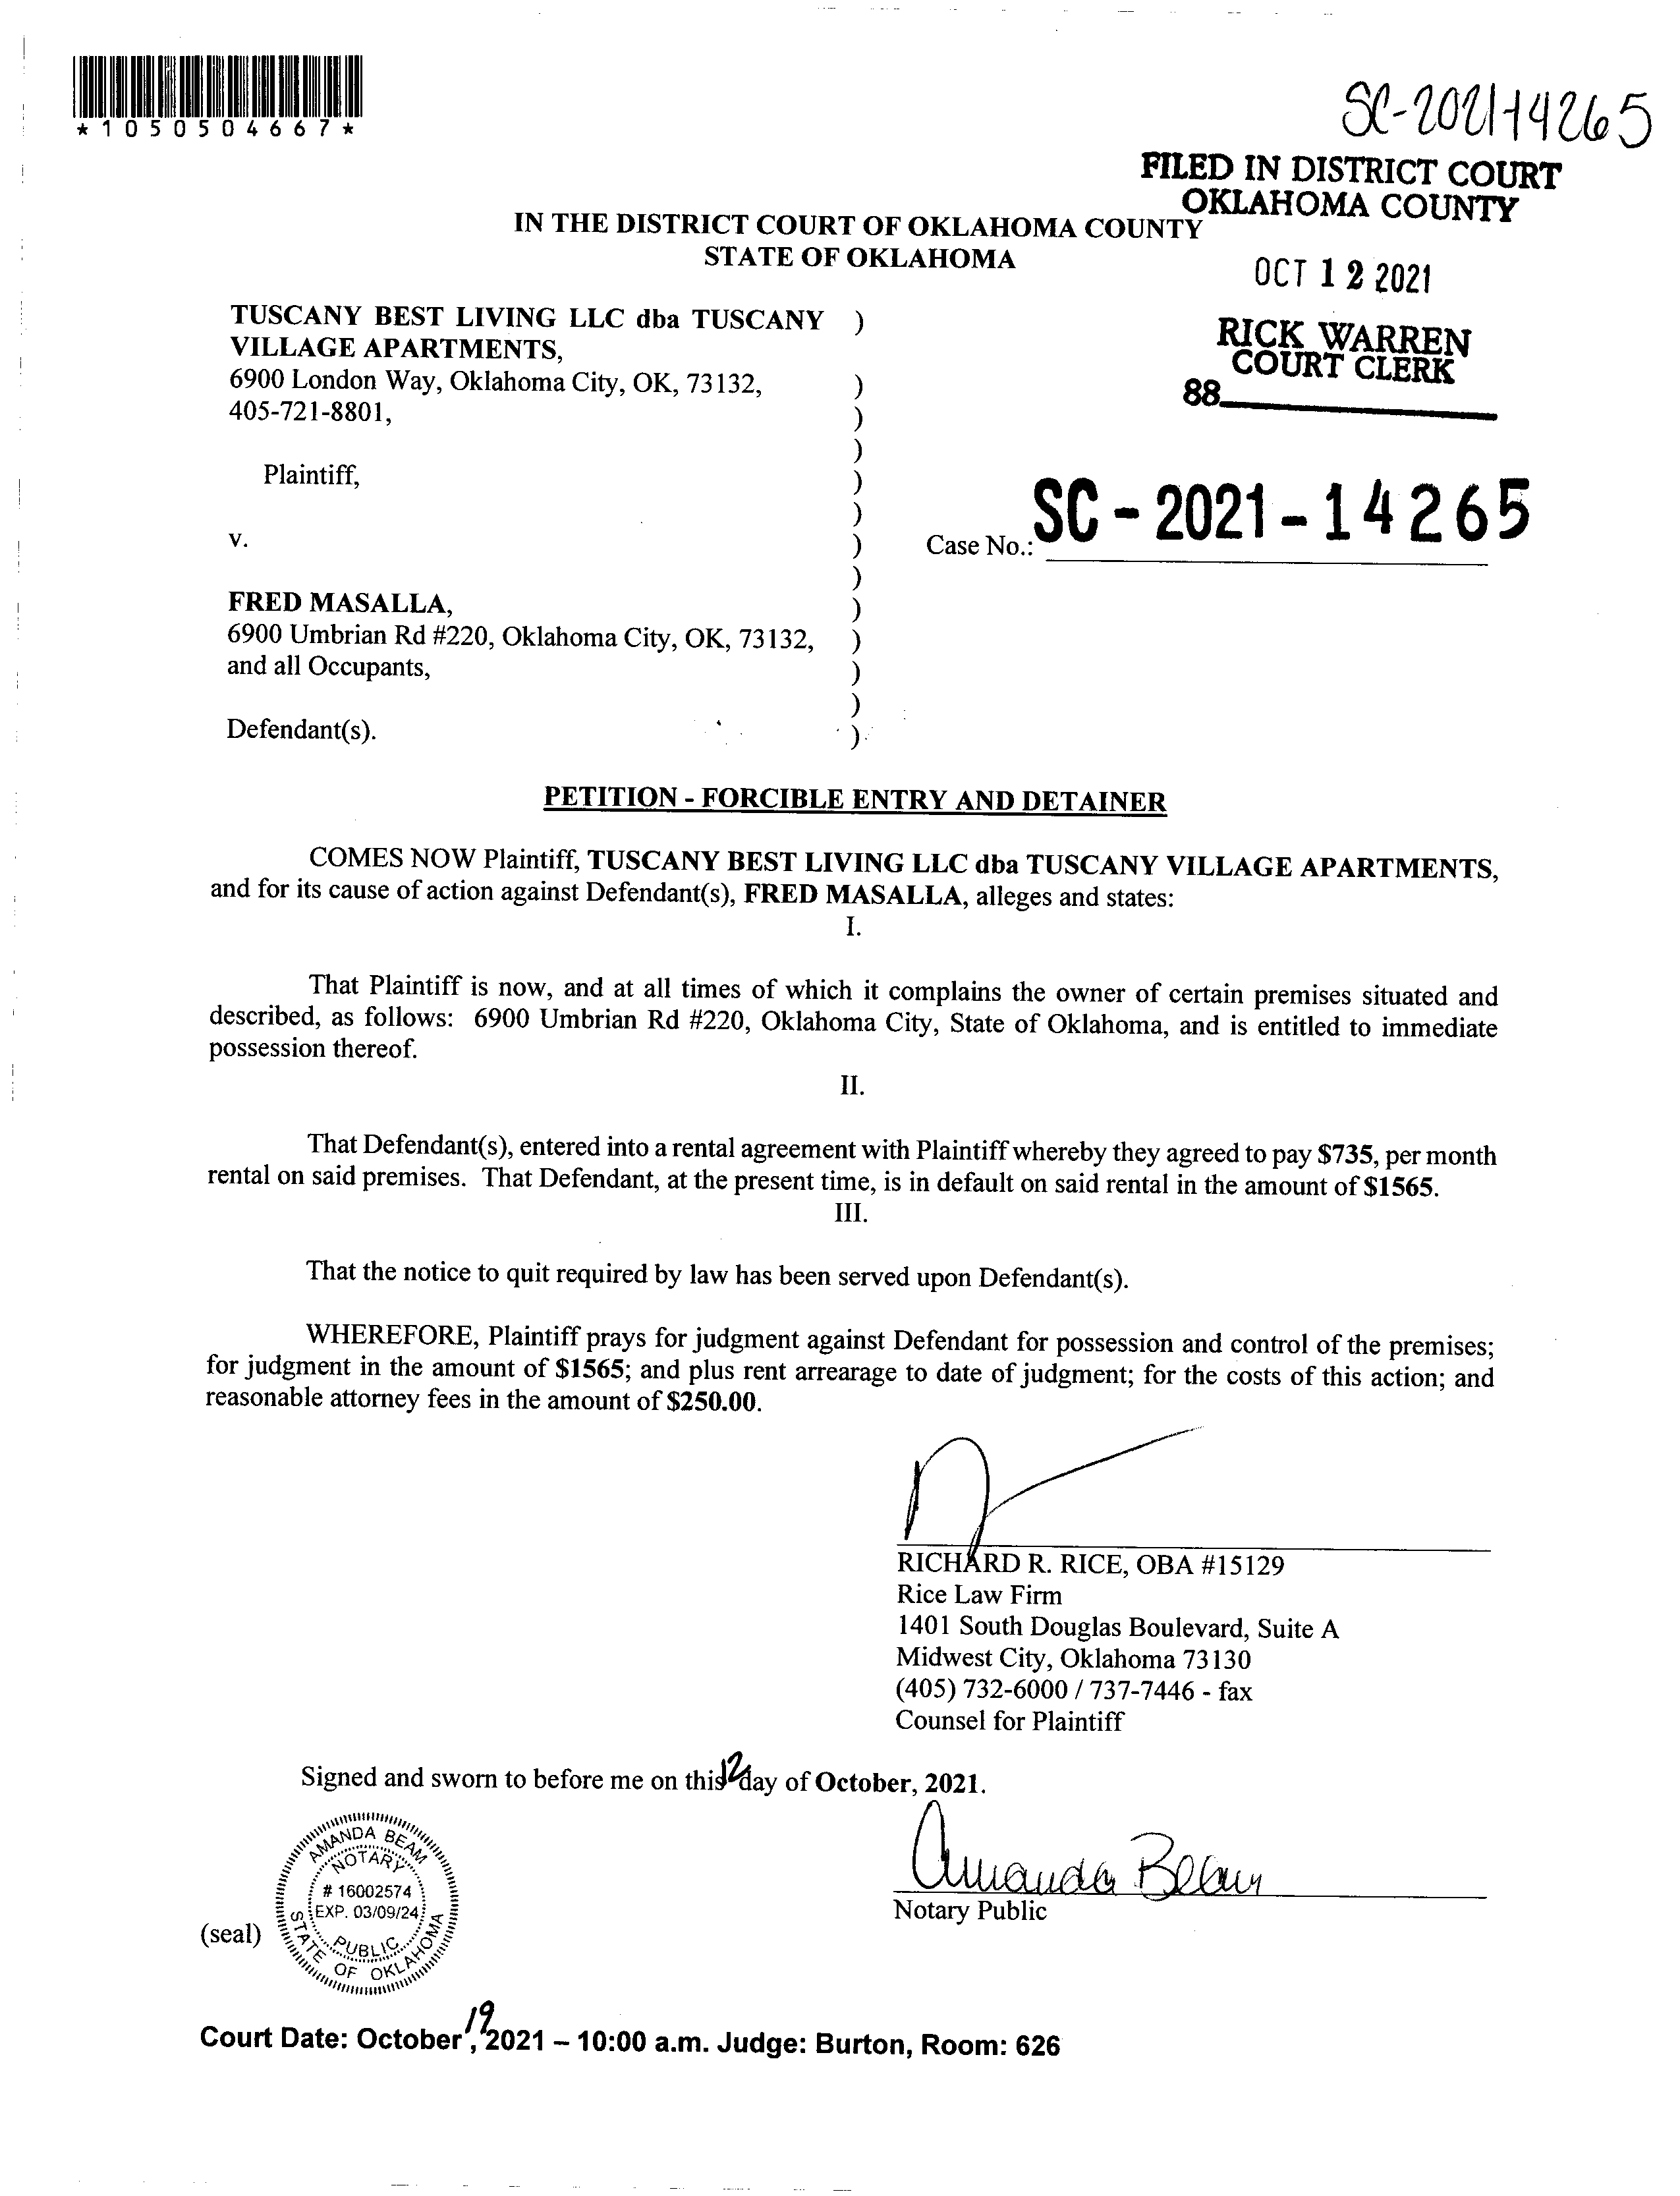 *1050504667*
SC-2021-14265
FILED IN DISTRICT COURT
OKLAHOMA COUNTY
IN THE DISTRICT COURT OF OKLAHOMA COUNTY
STATE OF OKLAHOMA
OCT 12 2021
RICK WARREN
COURT CLERK
88
TUSCANY BEST LIVING LLC dba TUSCANY )
VILLAGE APARTMENTS,
6900 London Way, Oklahoma City, OK, 73132, )
405-721-8801, )
)
Plaintiff, )
)
v. )
Case No.: SC-2021-14265
)
FRED MASALLA, )
6900 Umbrian Rd #220, Oklahoma City, OK, 73132, )
and all Occupants, )
)
Defendant(s). )
PETITION - FORCIBLE ENTRY AND DETAINER
COMES NOW Plaintiff, TUSCANY BEST LIVING LLC dba TUSCANY VILLAGE APARTMENTS,
and for its cause of action against Defendant(s), FRED MASALLA, alleges and states:
I.
That Plaintiff is now, and at all times of which it complains the owner of certain premises situated and
described, as follows: 6900 Umbrian Rd #220, Oklahoma City, State of Oklahoma, and is entitled to immediate
possession thereof.
II.
That Defendant(s), entered into a rental agreement with Plaintiff whereby they agreed to pay $735, per month
rental on said premises. That Defendant, at the present time, is in default on said rental in the amount of $1565.
III.
That the notice to quit required by law has been served upon Defendant(s).
WHEREFORE, Plaintiff prays for judgment against Defendant for possession and control of the premises;
for judgment in the amount of $1565; and plus rent arrearage to date of judgment; for the costs of this action; and
reasonable attorney fees in the amount of $250.00.
RICHARD R. RICE, OBA #15129
Rice Law Firm
1401 South Douglas Boulevard, Suite A
Midwest City, Oklahoma 73130
(405) 732-6000 / 737-7446 - fax
Counsel for Plaintiff
Signed and sworn to before me on this 12 day of October, 2021.
Amanda Beam
Notary Public
AMANDA BEAM
NOTARY
# 16002574
EXP. 03/09/24
PUBLIC
STATE OF OKLAHOMA
(seal)
Court Date: October 19, 2021 – 10:00 a.m. Judge: Burton, Room: 626